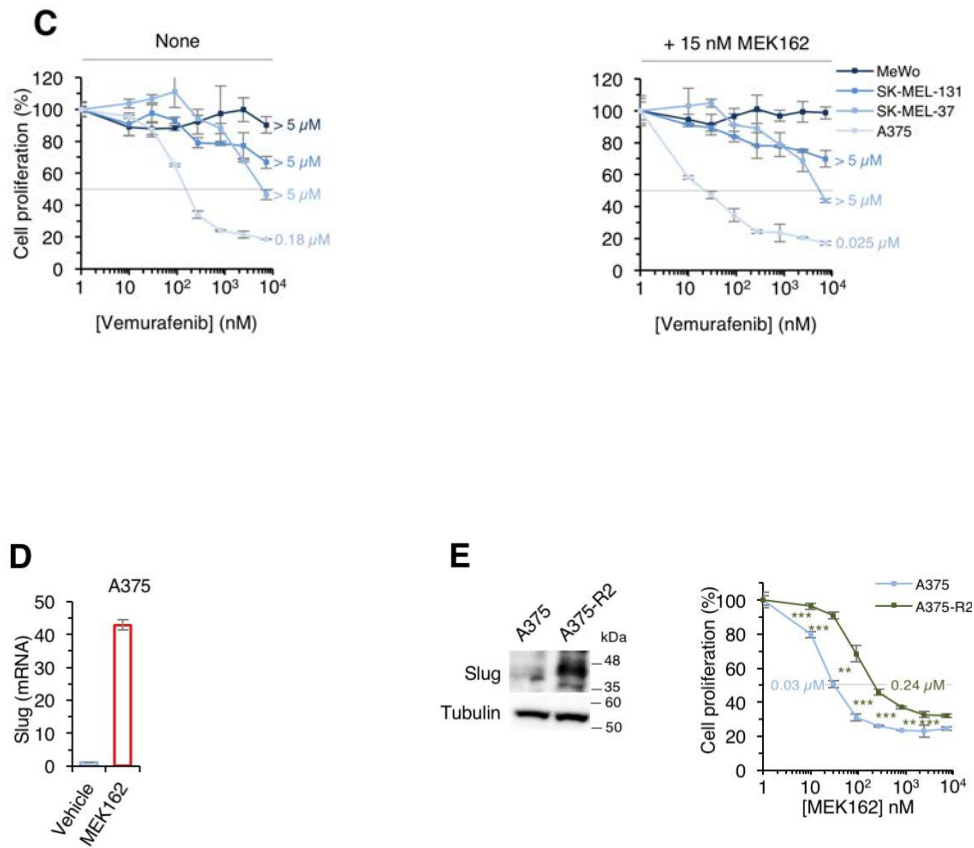 C
None
Cell proliferation (%)
120
100
80
60
40
20
0
> 5 µM
> 5 µM
> 5 µM
0.18 µM
1
10
10²
10³
10⁴
[Vemurafenib] (nM)
+ 15 nM MEK162
Cell proliferation (%)
120
100
80
60
40
20
0
MeWo
SK-MEL-131
SK-MEL-37
A375
> 5 µM
> 5 µM
0.025 µM
1
10
10²
10³
10⁴
[Vemurafenib] (nM)
D
A375
Slug (mRNA)
50
40
30
20
10
0
Vehicle
MEK162
E
A375
A375-R2
kDa
Slug
48
35
Tubulin
60
50
Cell proliferation (%)
100
80
60
40
20
0
A375
A375-R2
***
***
**
0.03 µM
0.24 µM
***
***
**
***
1
10
10²
10³
10⁴
[MEK162] nM